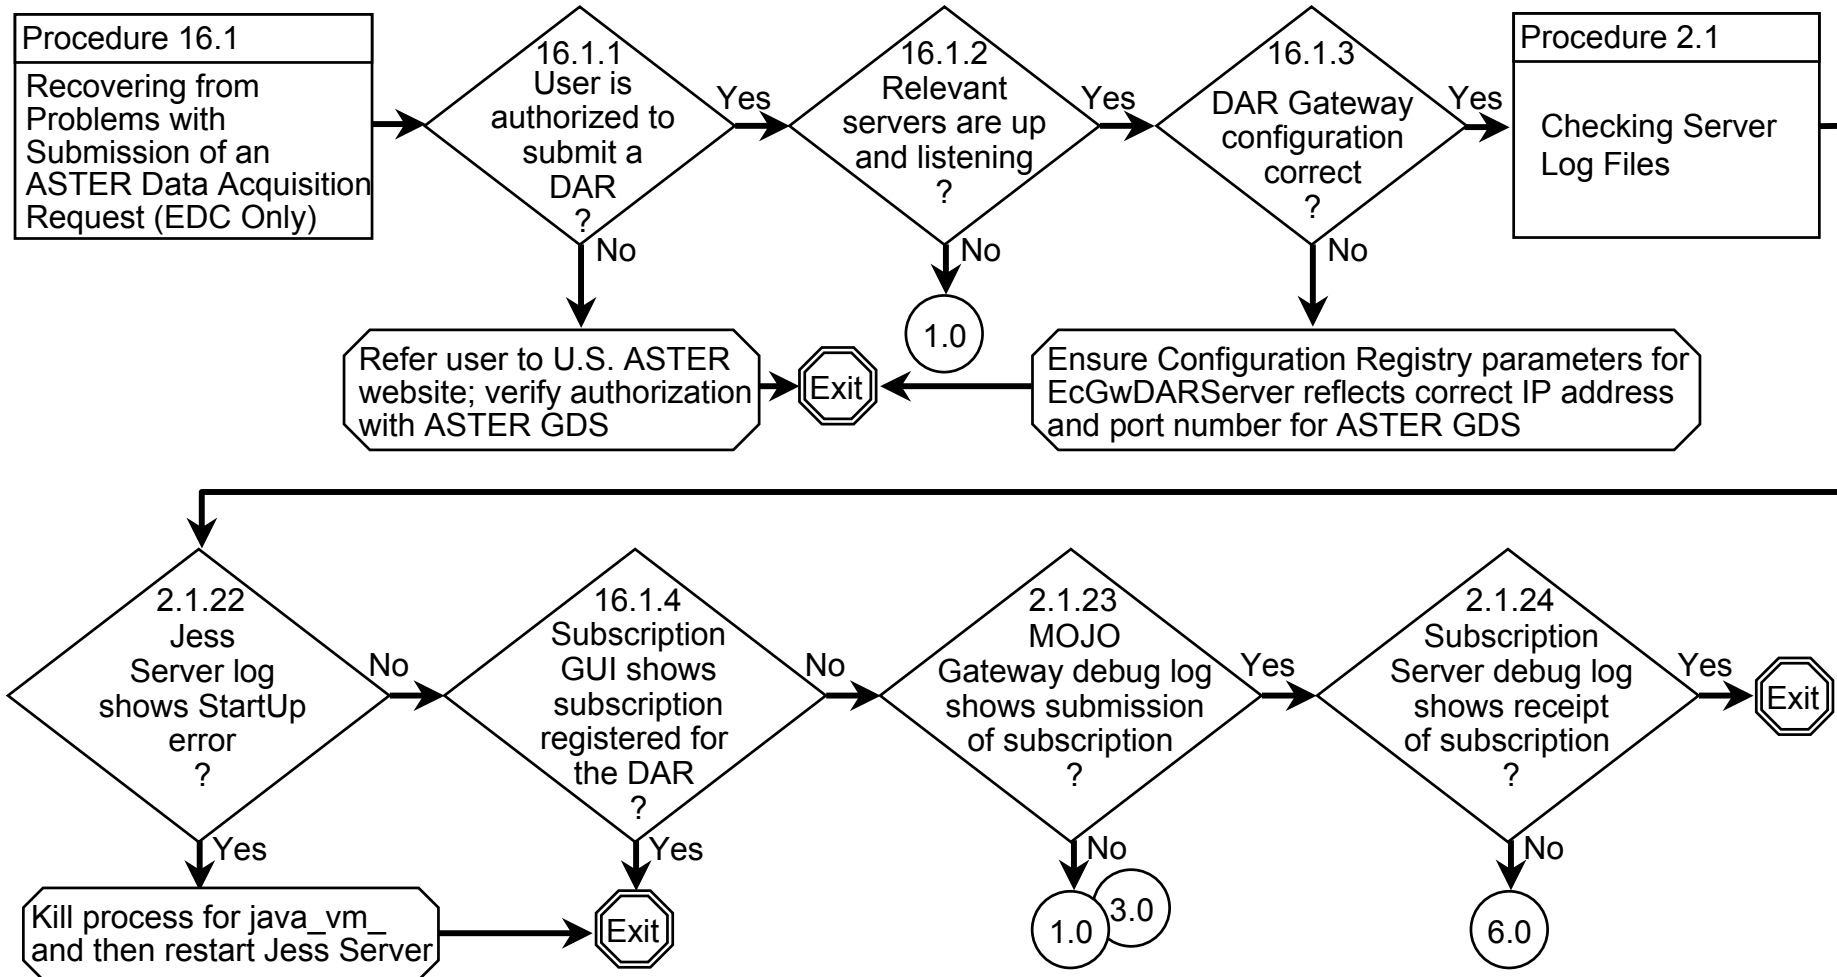 Procedure 16.1
Recovering from
Problems with
Submission of an
ASTER Data Acquisition
Request (EDC Only)
16.1.1
User is
authorized to
submit a
DAR
?
Yes
No
16.1.2
Relevant
servers are up
and listening
?
Yes
No
16.1.3
DAR Gateway
configuration
correct
?
Yes
No
Procedure 2.1
Checking Server
Log Files
Refer user to U.S. ASTER
website; verify authorization
with ASTER GDS
Exit
1.0
Ensure Configuration Registry parameters for
EcGwDARServer reflects correct IP address
and port number for ASTER GDS
2.1.22
Jess
Server log
shows StartUp
error
?
No
Yes
16.1.4
Subscription
GUI shows
subscription
registered for
the DAR
?
No
Yes
2.1.23
MOJO
Gateway debug log
shows submission
of subscription
?
Yes
No
2.1.24
Subscription
Server debug log
shows receipt
of subscription
?
Yes
No
Exit
Kill process for java_vm_
and then restart Jess Server
Exit
1.0
3.0
6.0